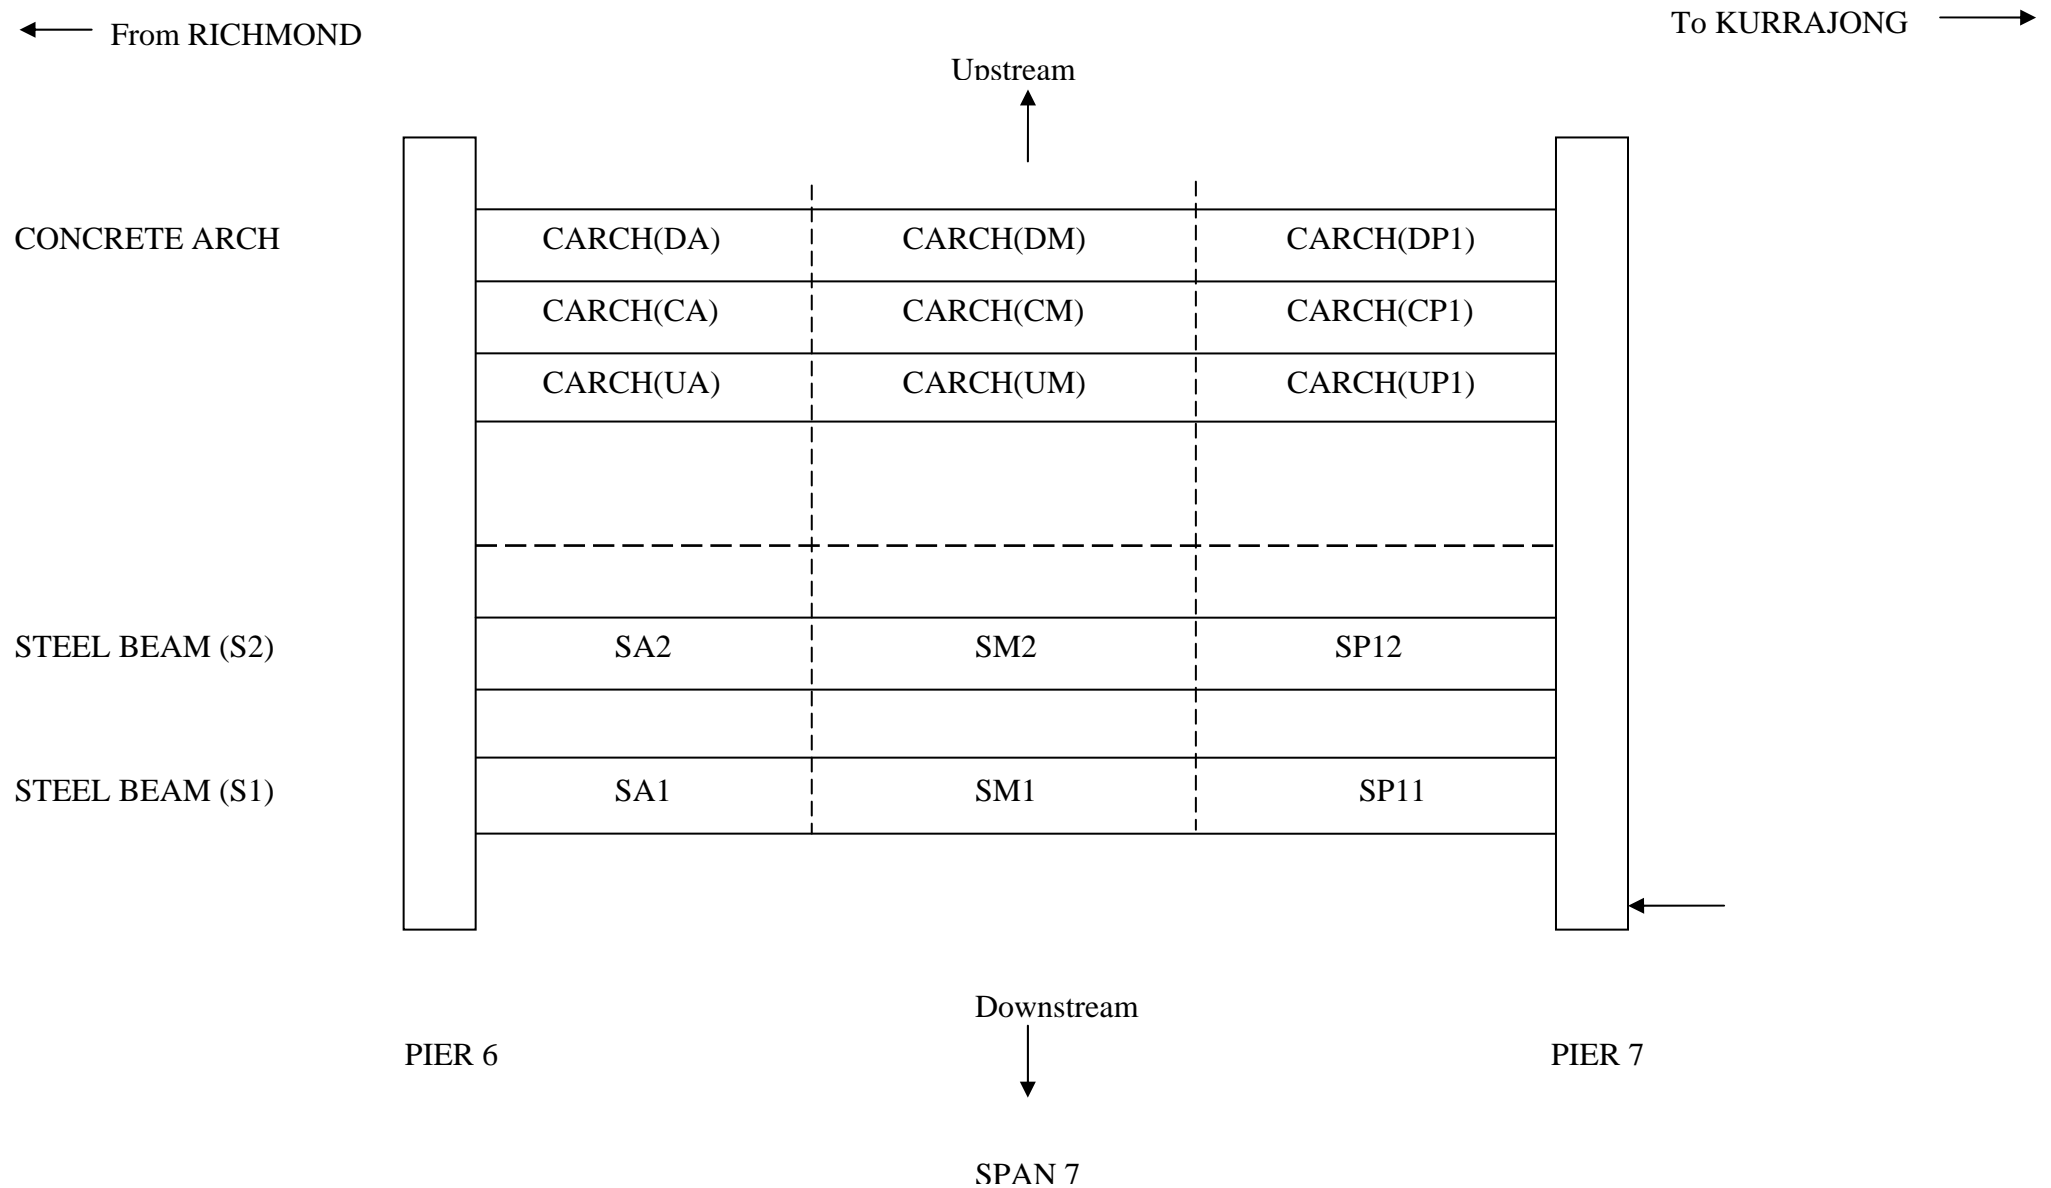 From RICHMOND
To KURRAJONG
Upstream
CONCRETE ARCH CARCH(DA) CARCH(DM) CARCH(DP1)
CARCH(CA) CARCH(CM) CARCH(CP1)
CARCH(UA) CARCH(UM) CARCH(UP1)
STEEL BEAM (S2) SA2 SM2 SP12
STEEL BEAM (S1) SA1 SM1 SP11
Downstream
PIER 6 PIER 7
SPAN 7